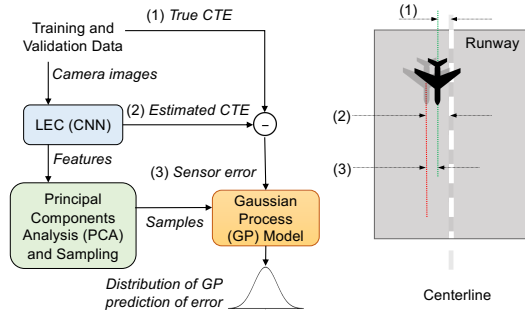 (1) True CTE
Training and
Validation Data
Camera images
LEC (CNN)
(2) Estimated CTE
−
Features
(3) Sensor error
Principal
Components
Analysis (PCA)
and Sampling
Samples
Gaussian
Process
(GP) Model
Distribution of GP
prediction of error
(1)
Runway
(2)
(3)
Centerline